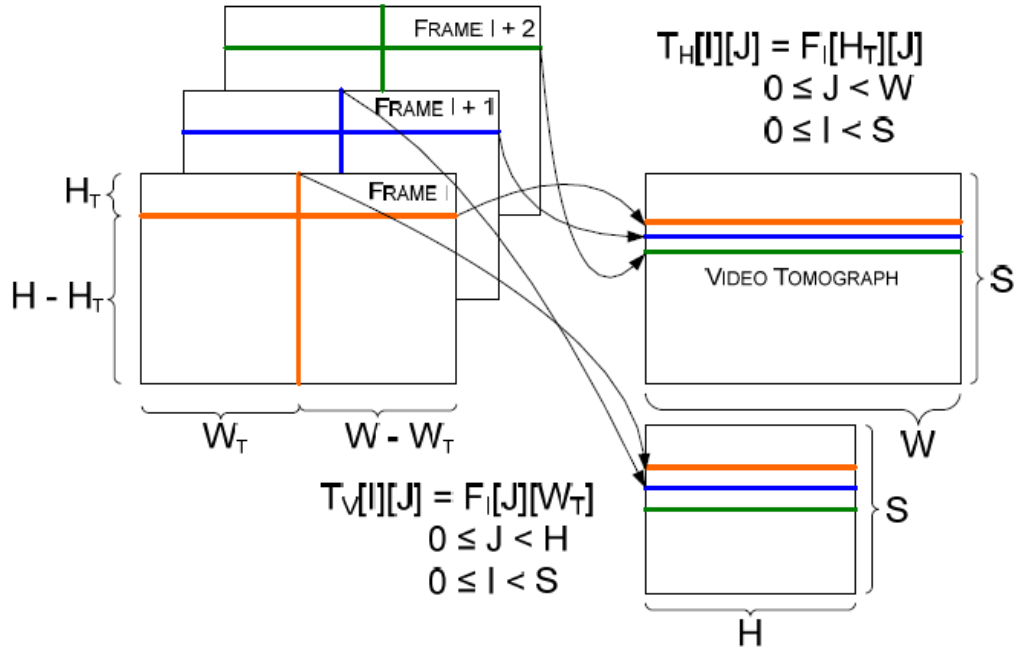 FRAME I + 2
FRAME I + 1
FRAME I
H_T
H - H_T
W_T
W - W_T
T_H[I][J] = F_I[H_T][J]
0 ≤ J < W
0 ≤ I < S
VIDEO TOMOGRAPH
S
W
T_V[I][J] = F_I[J][W_T]
0 ≤ J < H
0 ≤ I < S
S
H